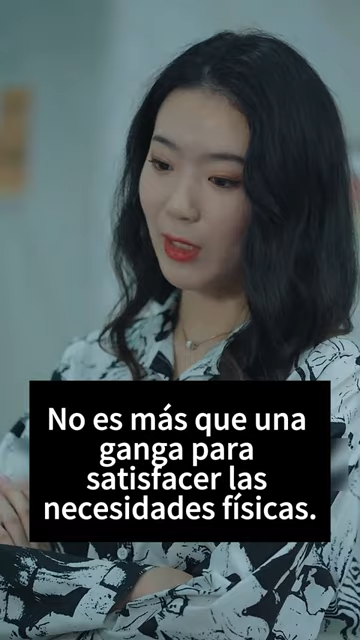 No es más que una
ganga para
satisfacer las
necesidades físicas.